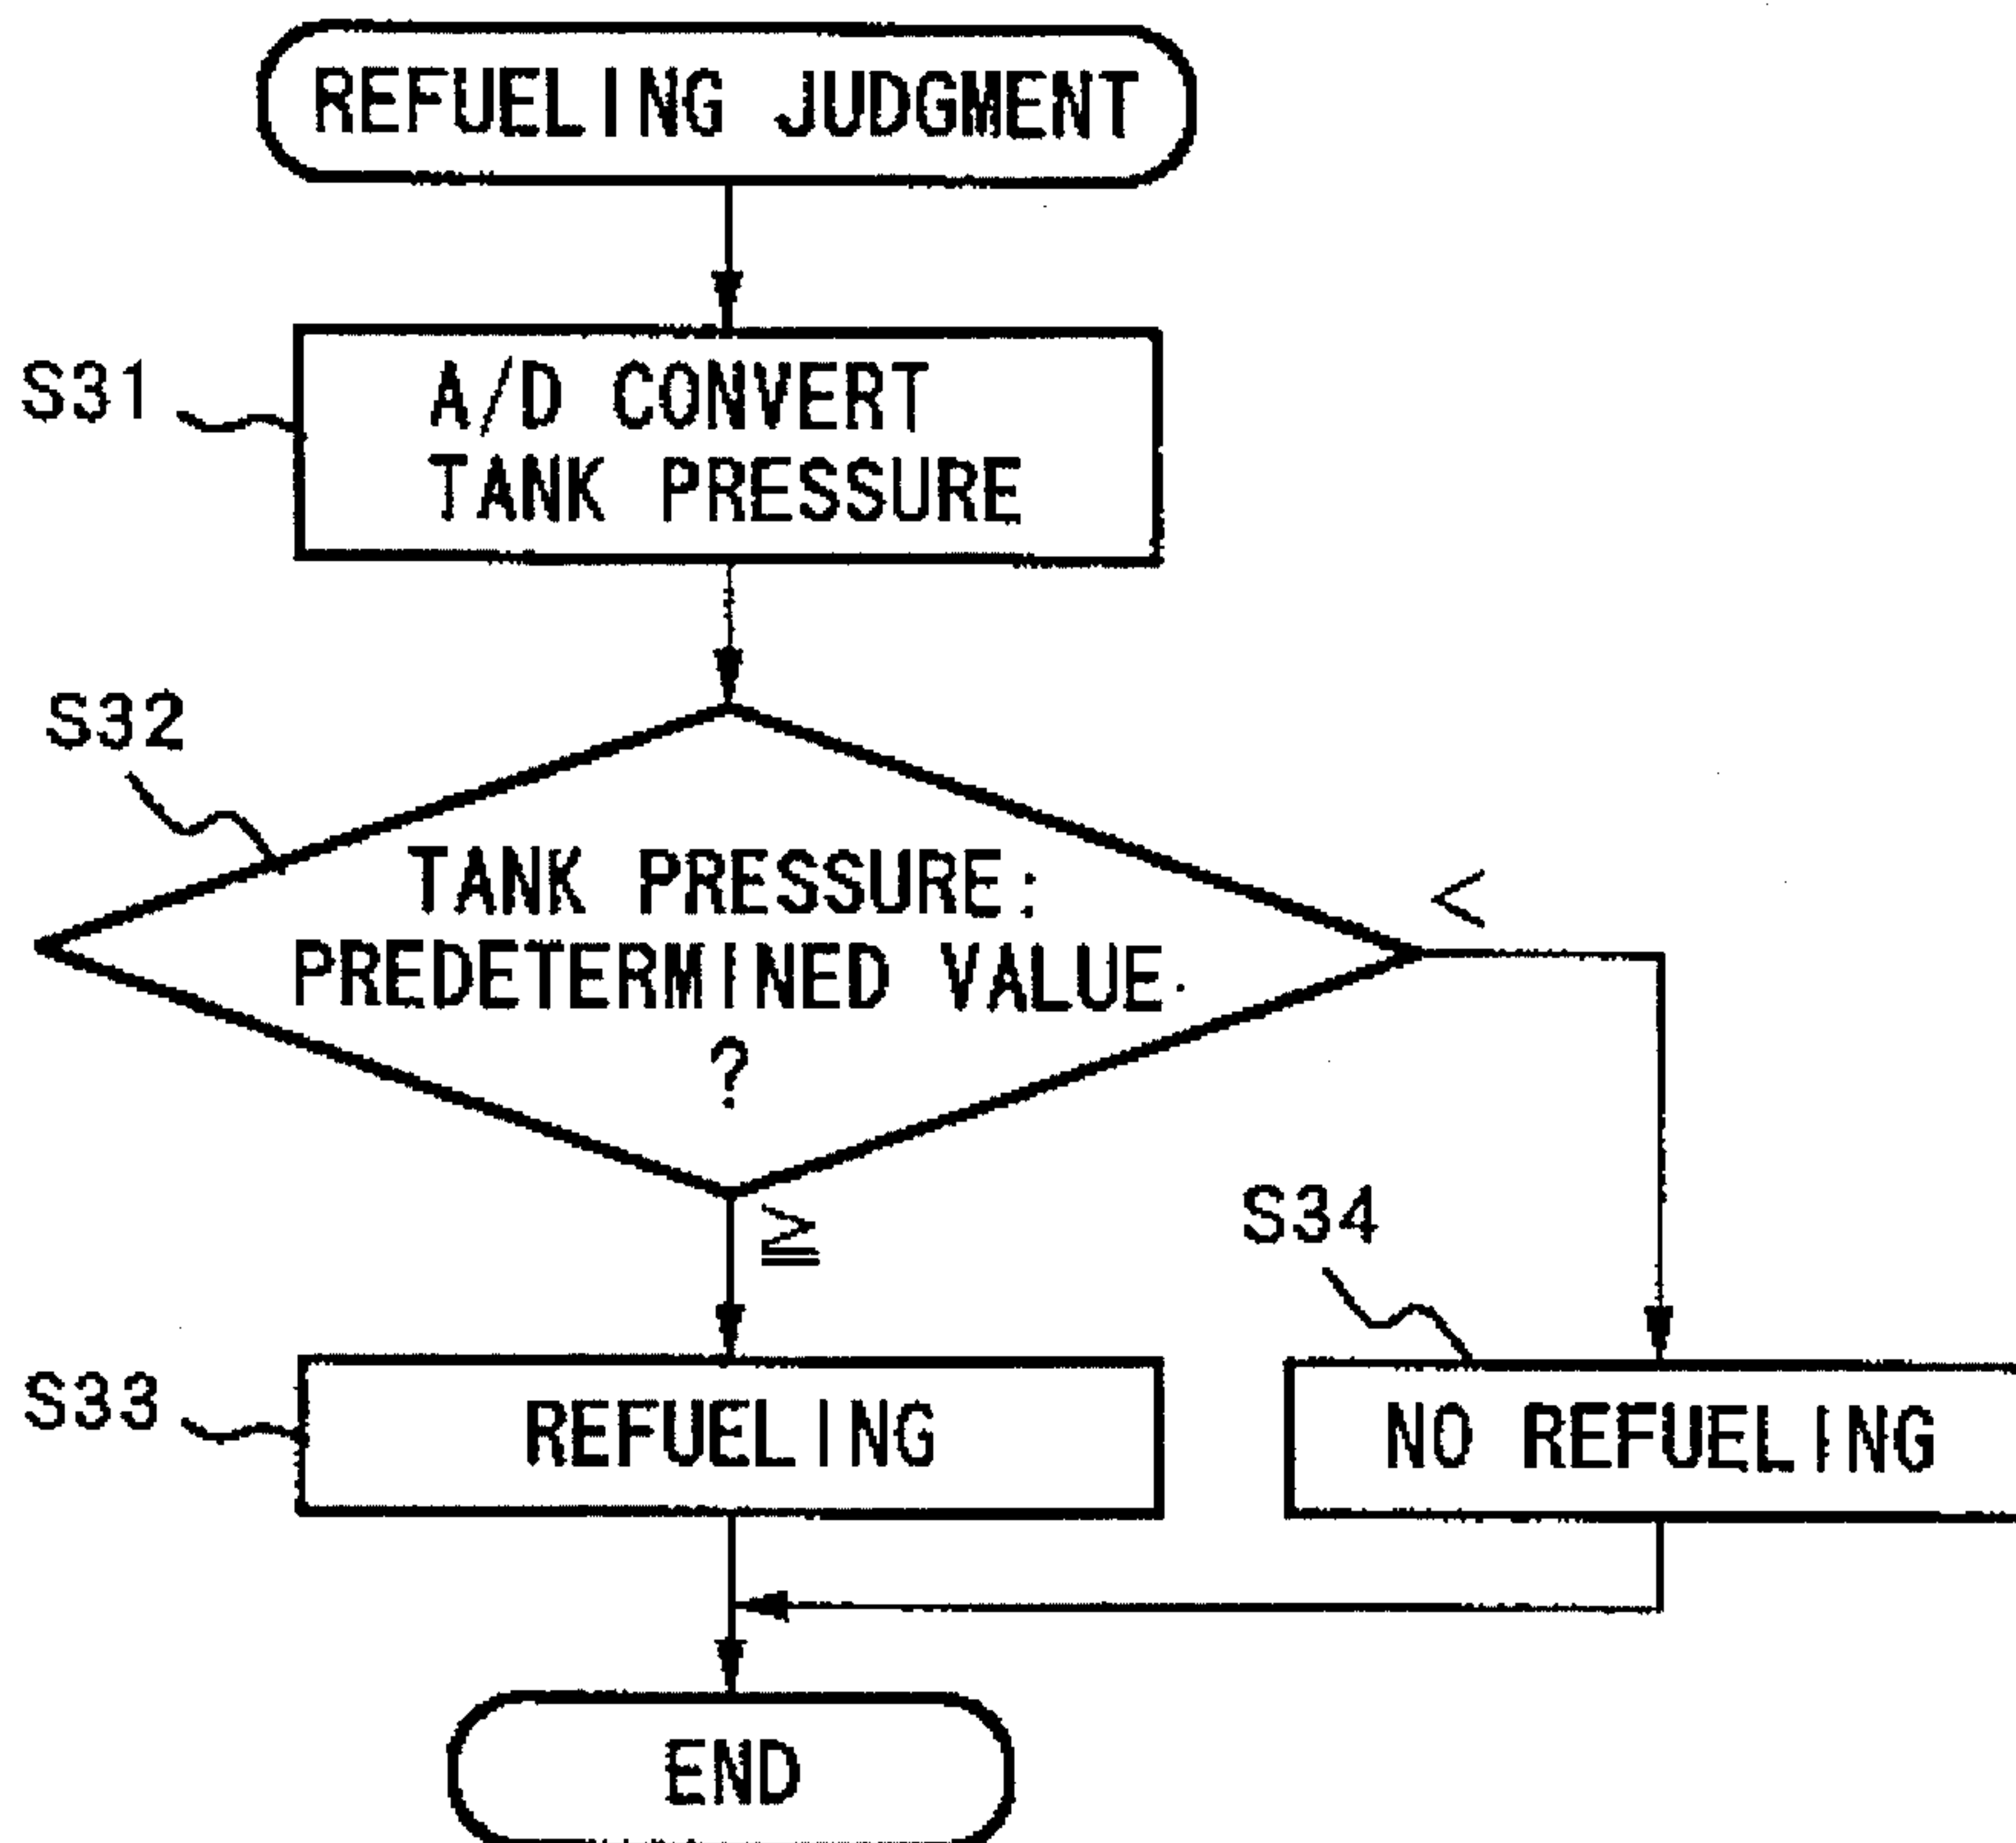 REFUELING JUDGMENT
S31
A/D CONVERT
TANK PRESSURE
S32
TANK PRESSURE:
PREDETERMINED VALUE
?
<
≧
S34
S33
REFUELING
NO REFUELING
END